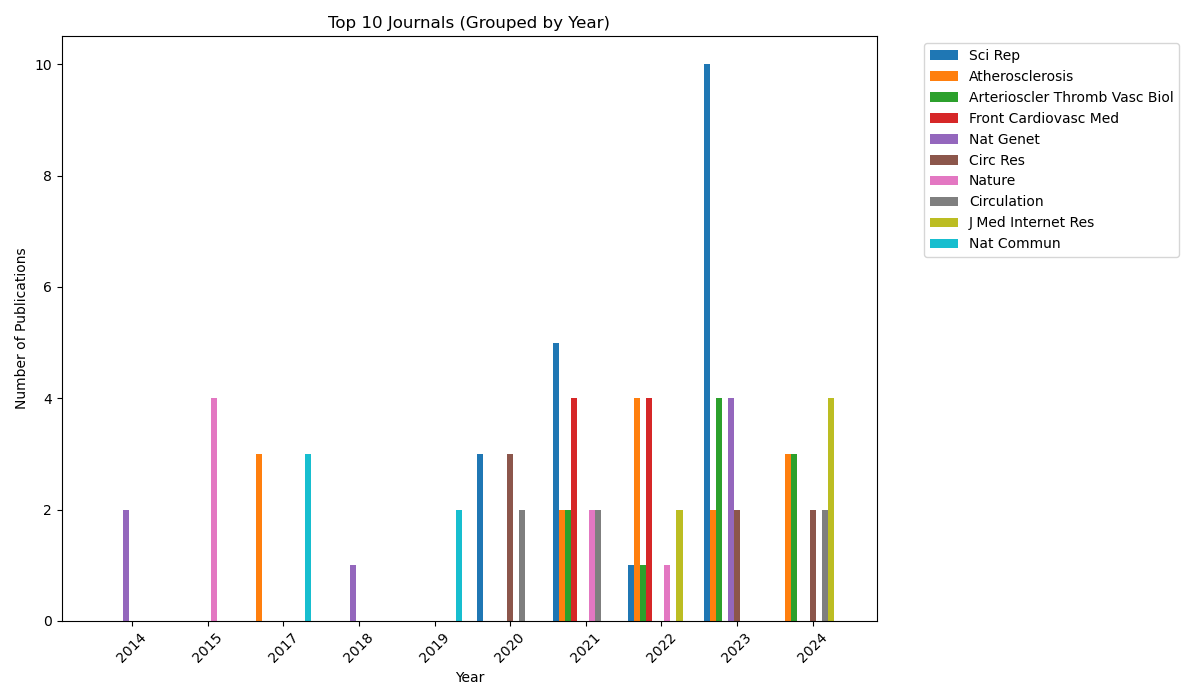 Top 10 Journals (Grouped by Year)
Number of Publications
10
8
6
4
2
0
2014
2015
2017
2018
2019
2020
2021
2022
2023
2024
Year
Sci Rep
Atherosclerosis
Arterioscler Thromb Vasc Biol
Front Cardiovasc Med
Nat Genet
Circ Res
Nature
Circulation
J Med Internet Res
Nat Commun